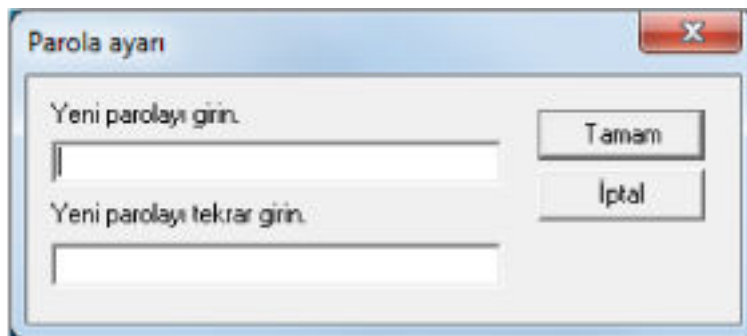 Parola ayarı
Yeni parolayı girin.
Tamam
İptal
Yeni parolayı tekrar girin.